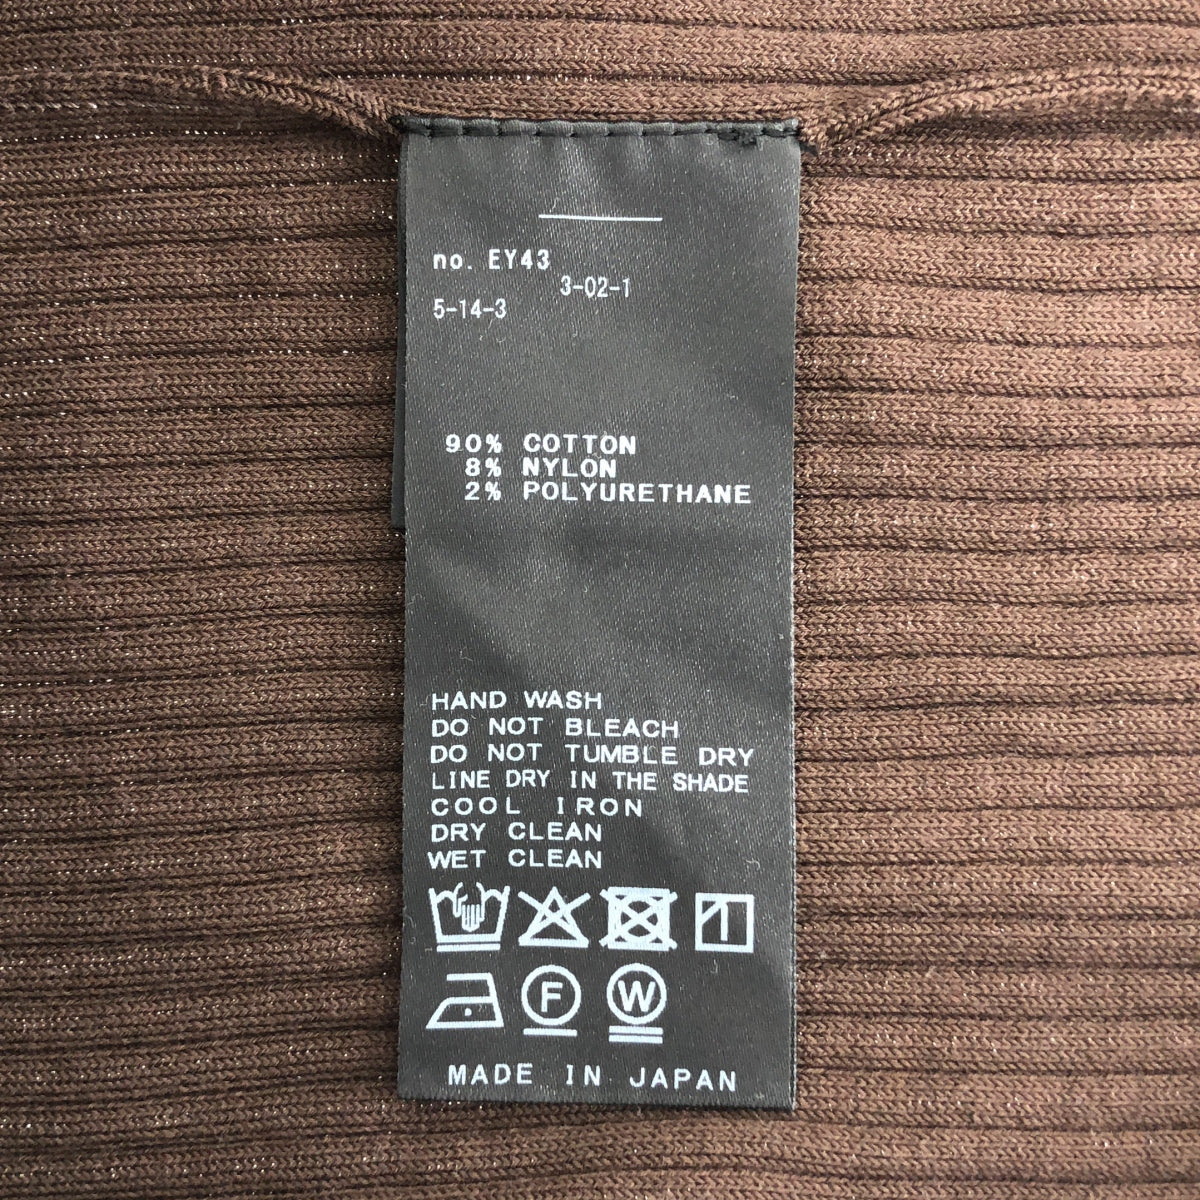 no. EY43
3-02-1
5-14-3
90% COTTON
8% NYLON
2% POLYURETHANE
HAND WASH
DO NOT BLEACH
DO NOT TUMBLE DRY
LINE DRY IN THE SHADE
COOL IRON
DRY CLEAN
WET CLEAN
F W
MADE IN JAPAN